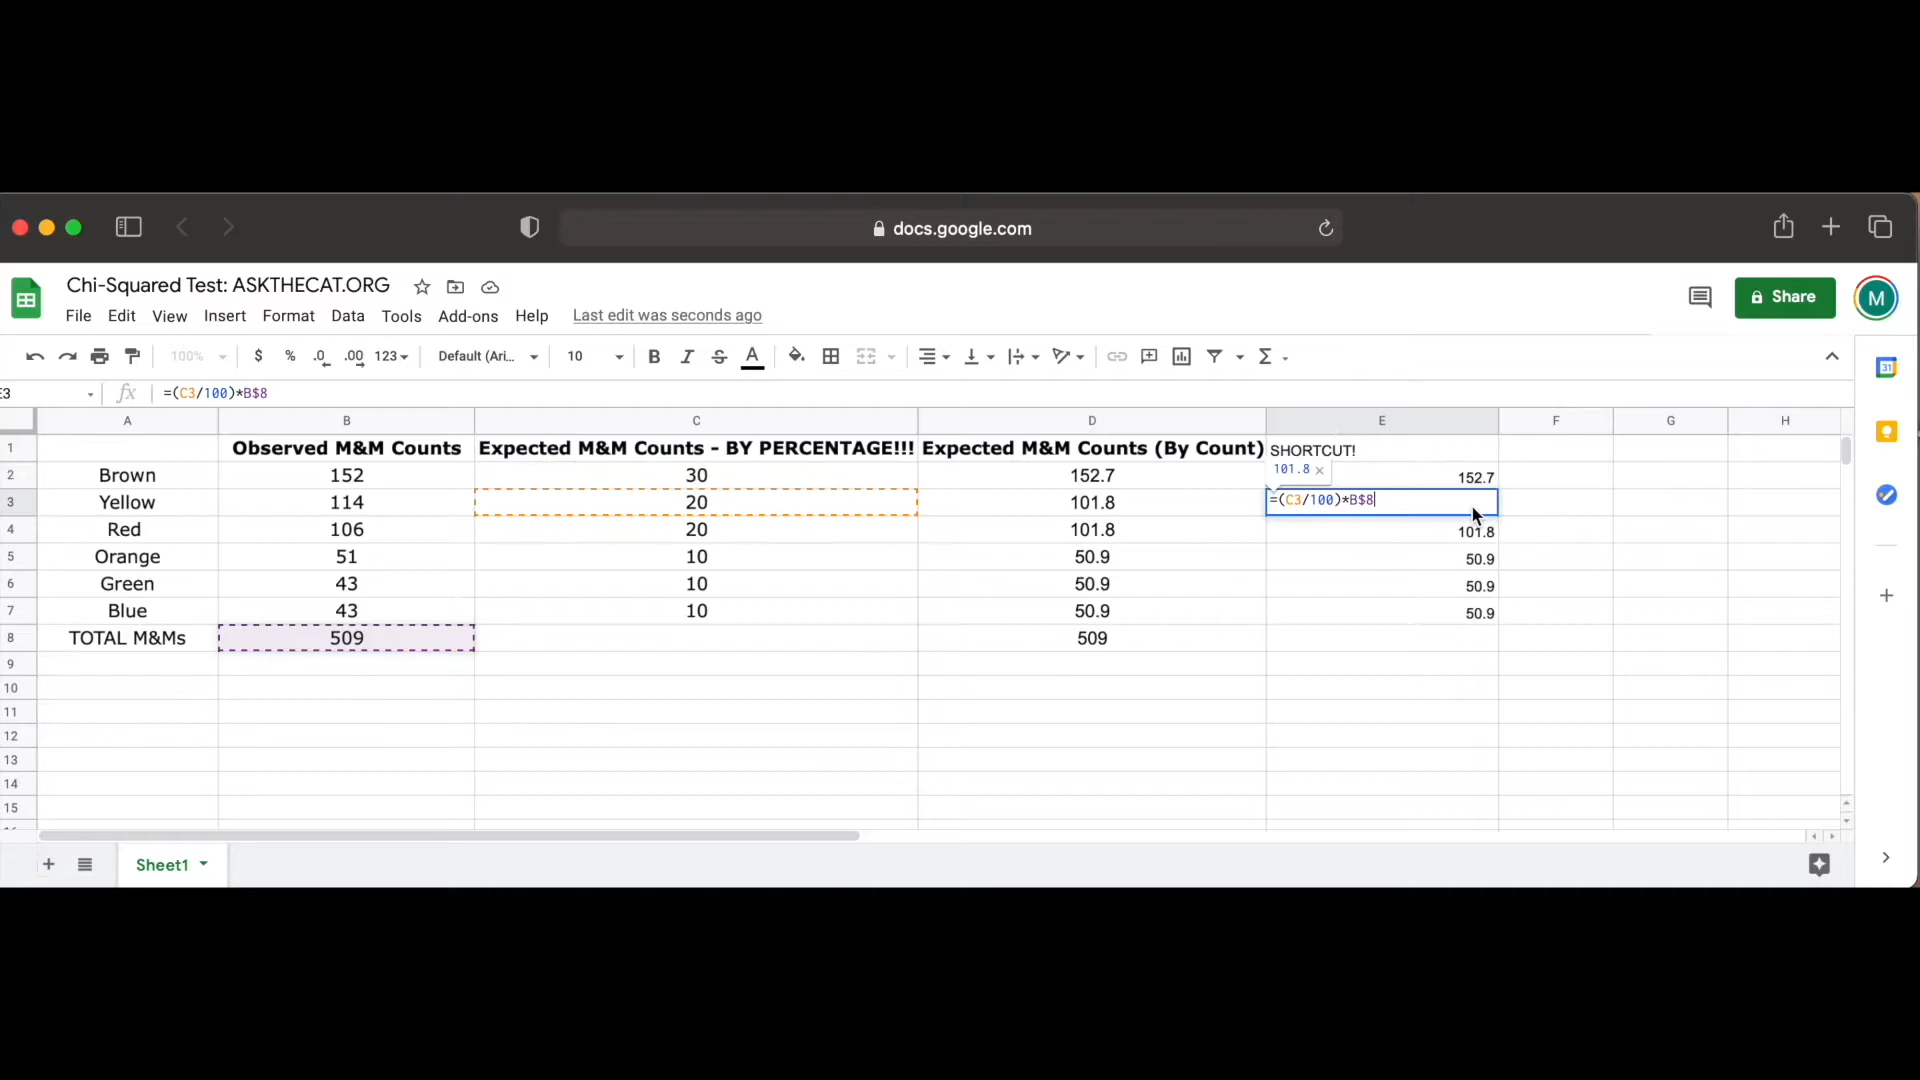 docs.google.com
Chi-Squared Test: ASKTHECAT.ORG
Share
M
File Edit View Insert Format Data Tools Add-ons Help Last edit was seconds ago
100% $ % .0 .00 123 Default (Ari... 10 B I S A Σ
31
E3 fx =(C3/100)*B$8
A B C D E F G H
1 Observed M&M Counts Expected M&M Counts - BY PERCENTAGE!!! Expected M&M Counts (By Count) SHORTCUT!
101.8 ×
2 Brown 152 30 152.7 152.7
3 Yellow 114 20 101.8 =(C3/100)*B$8
4 Red 106 20 101.8 101.8
5 Orange 51 10 50.9 50.9
6 Green 43 10 50.9 50.9
7 Blue 43 10 50.9 50.9
8 TOTAL M&Ms 509 509
9
10
11
12
13
14
15
Sheet1